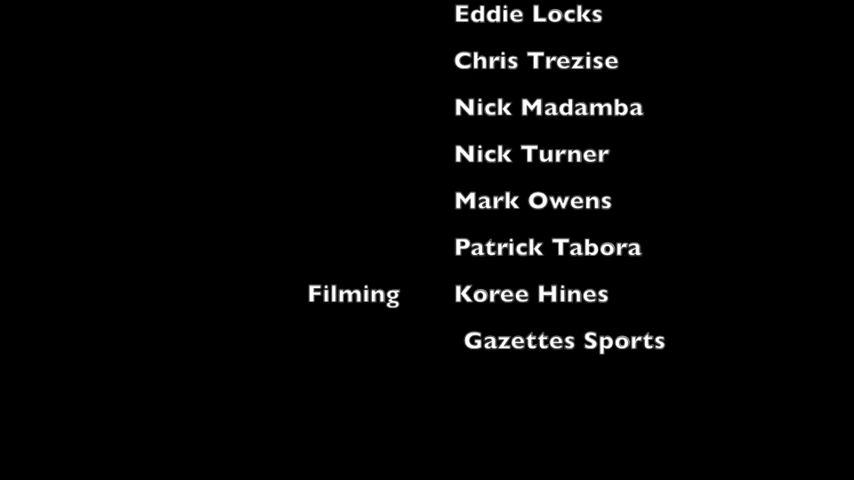 Eddie Locks
Chris Trezise
Nick Madamba
Nick Turner
Mark Owens
Patrick Tabora
Filming Koree Hines
Gazettes Sports